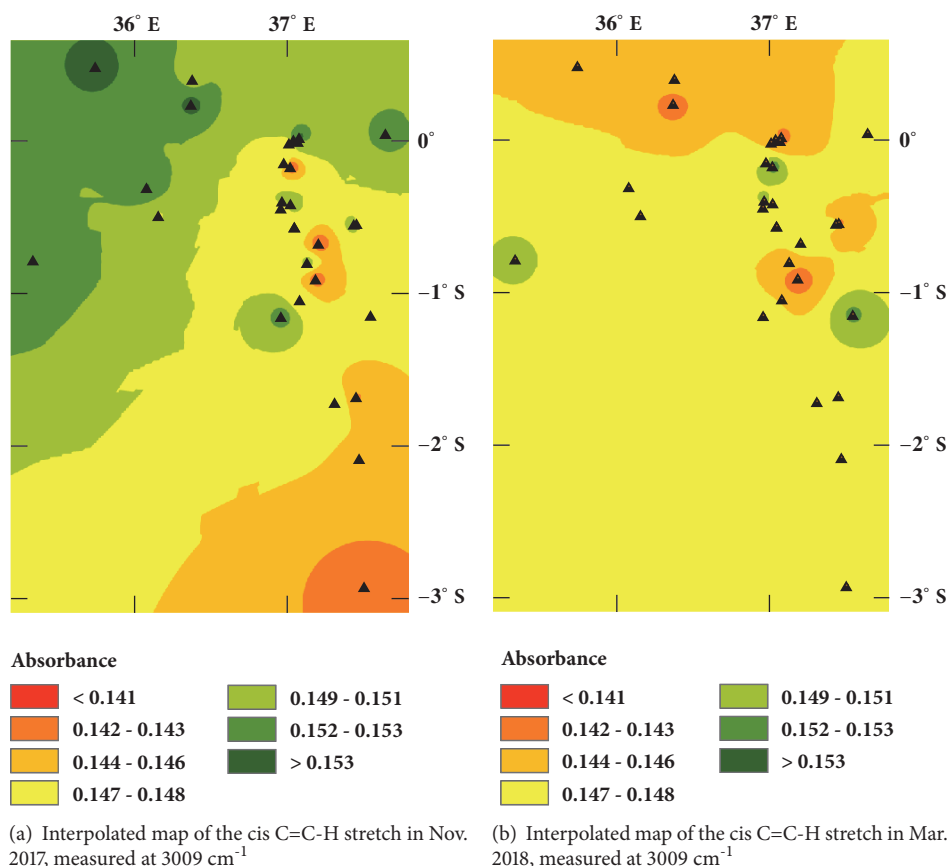 36° E 37° E
36° E 37° E
0°
−1° S
−2° S
−3° S
0°
−1° S
−2° S
−3° S
Absorbance
< 0.141
0.142 - 0.143
0.144 - 0.146
0.147 - 0.148
0.149 - 0.151
0.152 - 0.153
> 0.153
Absorbance
< 0.141
0.142 - 0.143
0.144 - 0.146
0.147 - 0.148
0.149 - 0.151
0.152 - 0.153
> 0.153
(a) Interpolated map of the cis C=C-H stretch in Nov.
2017, measured at 3009 cm⁻¹
(b) Interpolated map of the cis C=C-H stretch in Mar.
2018, measured at 3009 cm⁻¹